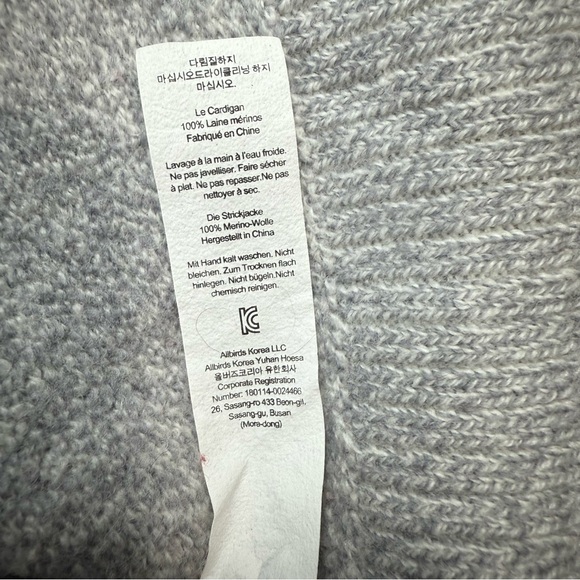 다림질하지
마십시오드라이클리닝 하지
마십시오.
Le Cardigan
100% Laine mérinos
Fabriqué en Chine
Lavage à la main à l'eau froide.
Ne pas javelliser. Faire sécher
à plat. Ne pas repasser.Ne pas
nettoyer à sec.
Die Strickjacke
100% Merino-Wolle
Hergestellt in China
Mit Hand kalt waschen. Nicht
bleichen. Zum Trocknen flach
hinlegen. Nicht bügeln.Nicht
chemisch reinigen.
KC
Allbirds Korea LLC
Allbirds Korea Yuhan Hoesa
올버즈코리아 유한회사
Corporate Registration
Number: 180114-0024466
26, Sasang-ro 433 Beon-gil,
Sasang-gu, Busan
(Mora-dong)